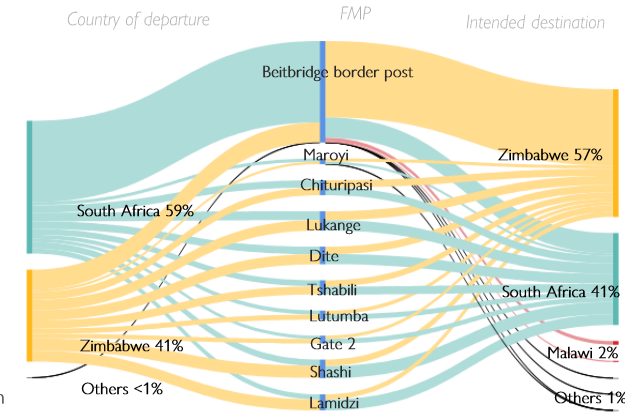 Country of departure
FMP
Intended destination
Beitbridge border post
Maroyi
Zimbabwe 57%
Chituripasi
South Africa 59%
Lukange
Dite
Tshabili
South Africa 41%
Lutumba
Zimbabwe 41%
Gate 2
Malawi 2%
Shashi
Others <1%
Others 1%
Lamidzi